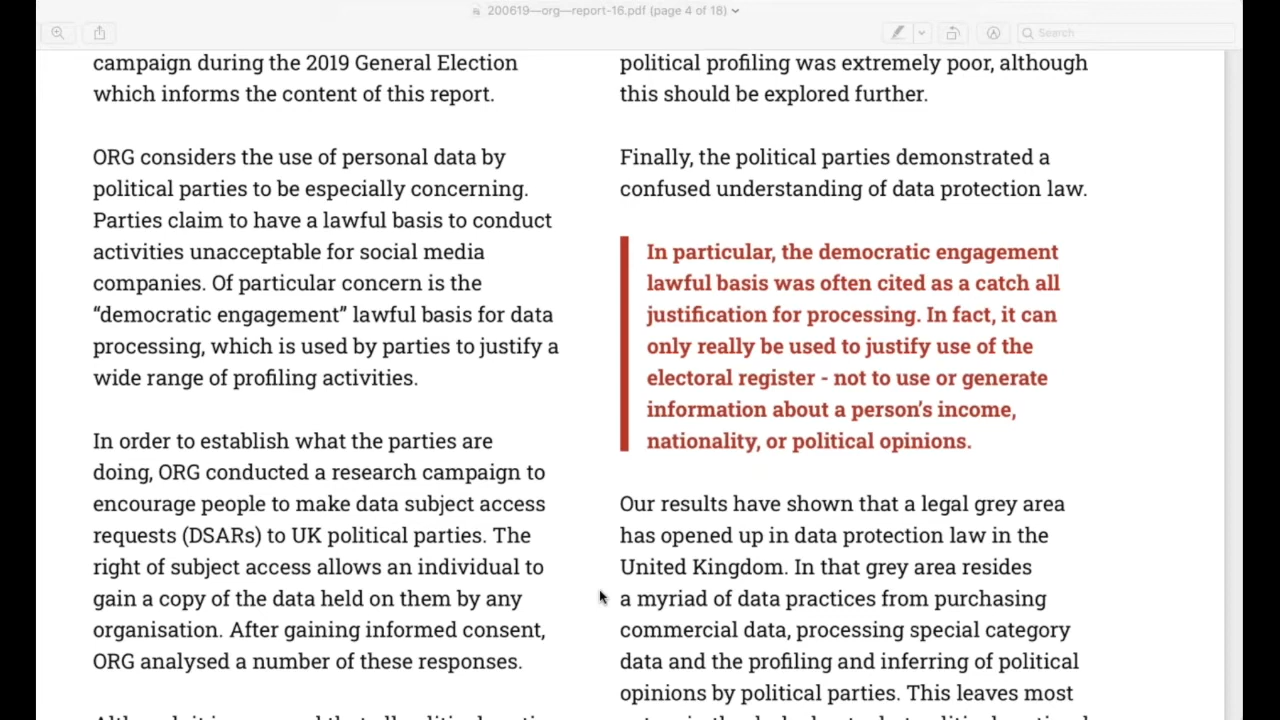 200619—org—report-16.pdf (page 4 of 18)
Search
campaign during the 2019 General Election
which informs the content of this report.
ORG considers the use of personal data by
political parties to be especially concerning.
Parties claim to have a lawful basis to conduct
activities unacceptable for social media
companies. Of particular concern is the
“democratic engagement” lawful basis for data
processing, which is used by parties to justify a
wide range of profiling activities.
In order to establish what the parties are
doing, ORG conducted a research campaign to
encourage people to make data subject access
requests (DSARs) to UK political parties. The
right of subject access allows an individual to
gain a copy of the data held on them by any
organisation. After gaining informed consent,
ORG analysed a number of these responses.
political profiling was extremely poor, although
this should be explored further.
Finally, the political parties demonstrated a
confused understanding of data protection law.
In particular, the democratic engagement
lawful basis was often cited as a catch all
justification for processing. In fact, it can
only really be used to justify use of the
electoral register - not to use or generate
information about a person’s income,
nationality, or political opinions.
Our results have shown that a legal grey area
has opened up in data protection law in the
United Kingdom. In that grey area resides
a myriad of data practices from purchasing
commercial data, processing special category
data and the profiling and inferring of political
opinions by political parties. This leaves most